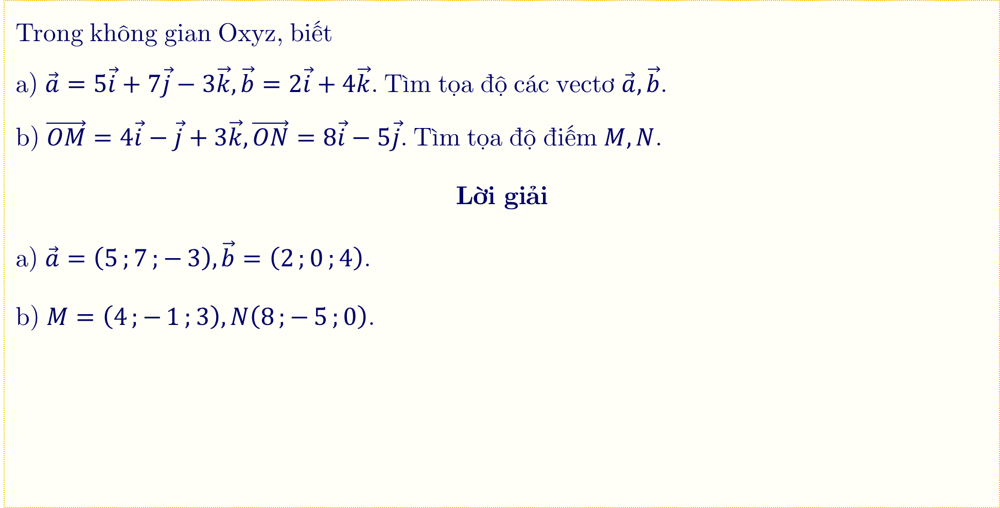 Trong không gian Oxyz, biết
a) $\vec{a} = 5\vec{i} + 7\vec{j} - 3\vec{k}, \vec{b} = 2\vec{i} + 4\vec{k}$. Tìm tọa độ các vectơ $\vec{a}, \vec{b}$.
b) $\overrightarrow{OM} = 4\vec{i} - \vec{j} + 3\vec{k}, \overrightarrow{ON} = 8\vec{i} - 5\vec{j}$. Tìm tọa độ điếm $M, N$.
Lời giải
a) $\vec{a} = (5; 7; -3), \vec{b} = (2; 0; 4)$.
b) $M = (4; -1; 3), N(8; -5; 0)$.